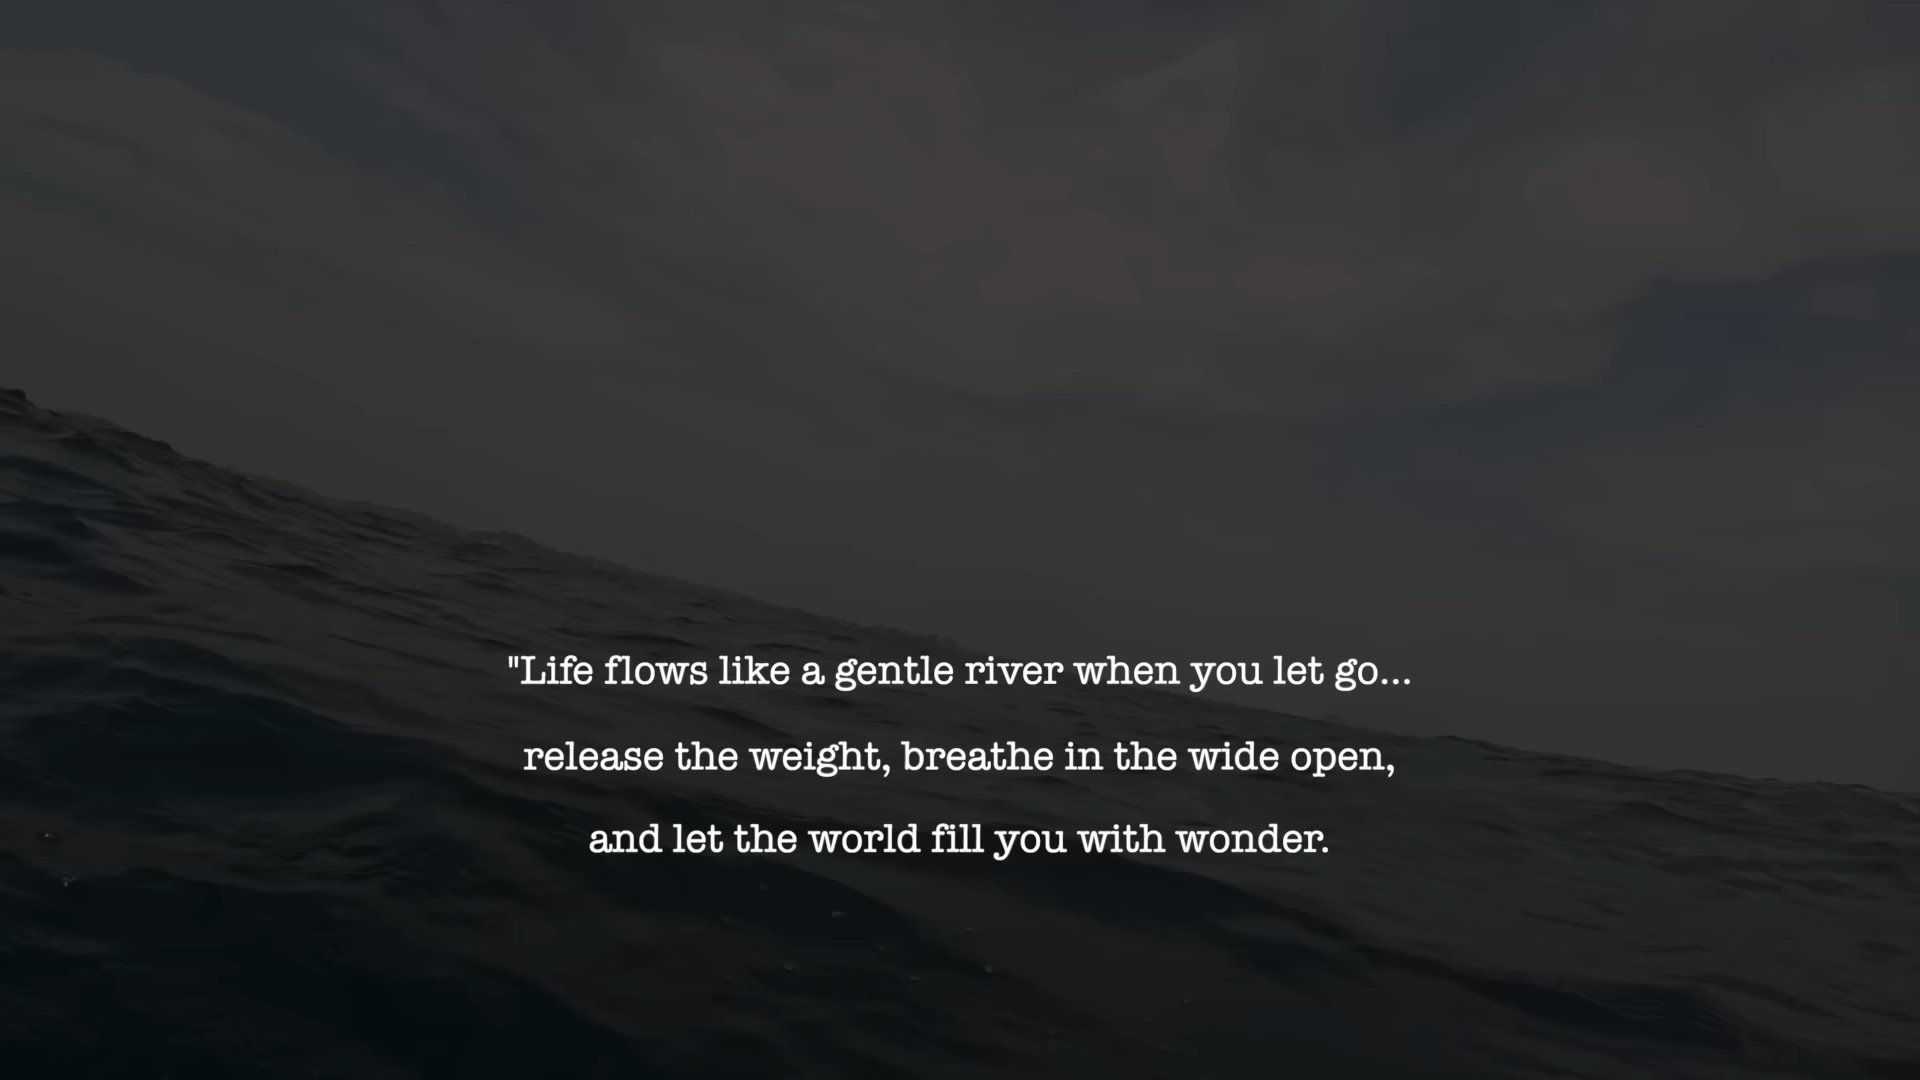 "Life flows like a gentle river when you let go...
release the weight, breathe in the wide open,
and let the world fill you with wonder.